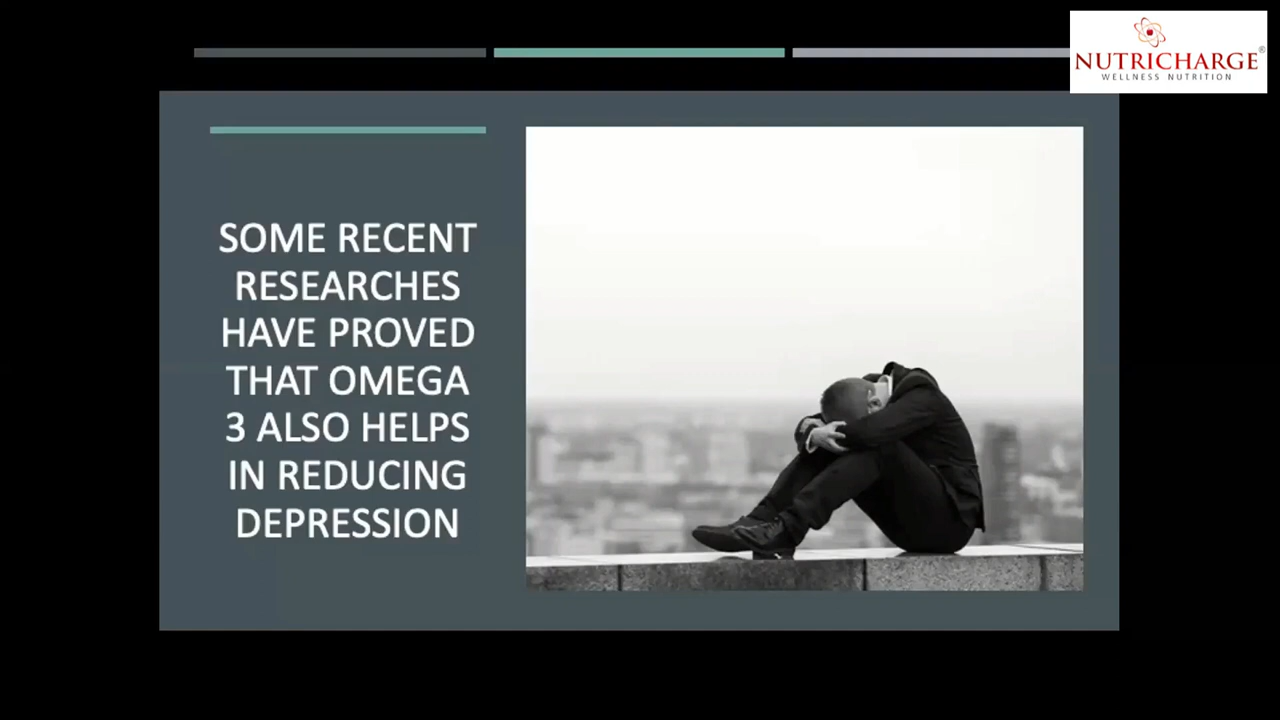 NUTRICHARGE®
WELLNESS NUTRITION
SOME RECENT
RESEARCHES
HAVE PROVED
THAT OMEGA
3 ALSO HELPS
IN REDUCING
DEPRESSION